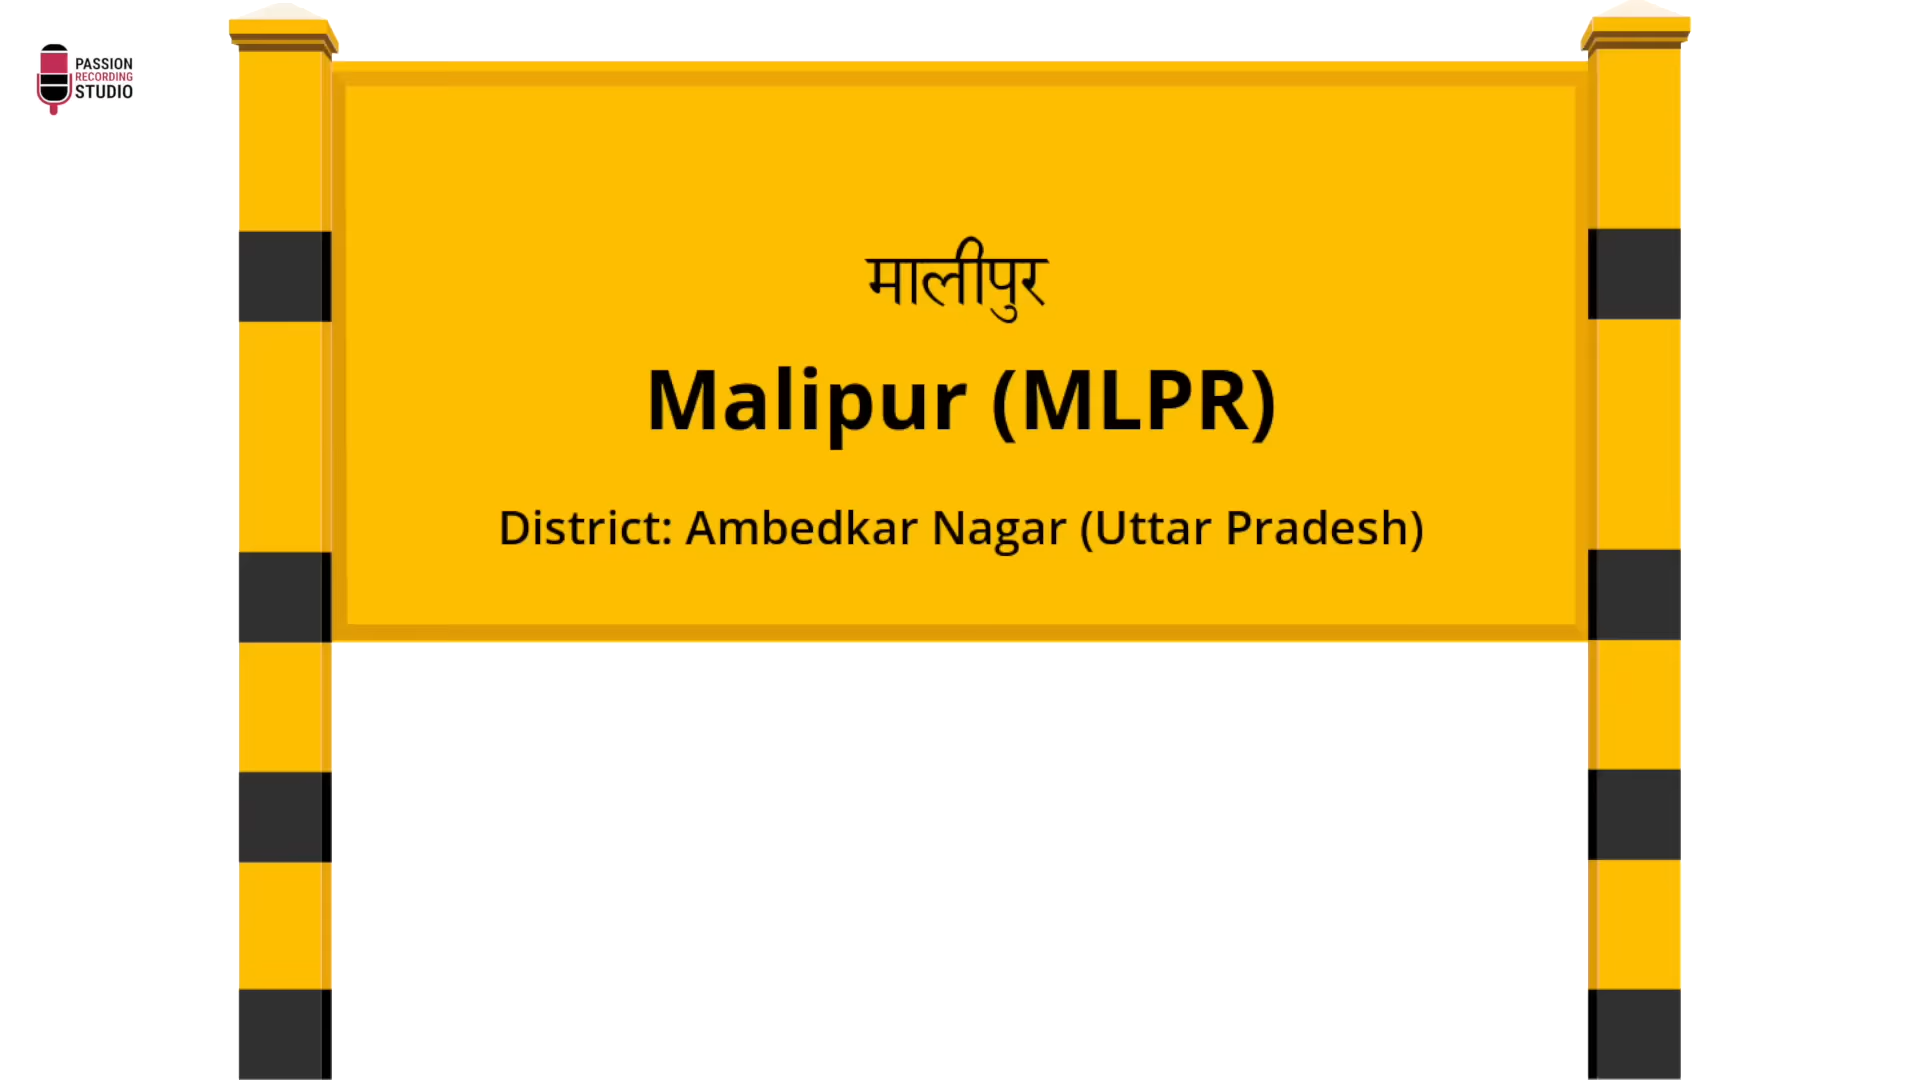 PASSION
RECORDING
STUDIO
मालीपुर
Malipur (MLPR)
District: Ambedkar Nagar (Uttar Pradesh)